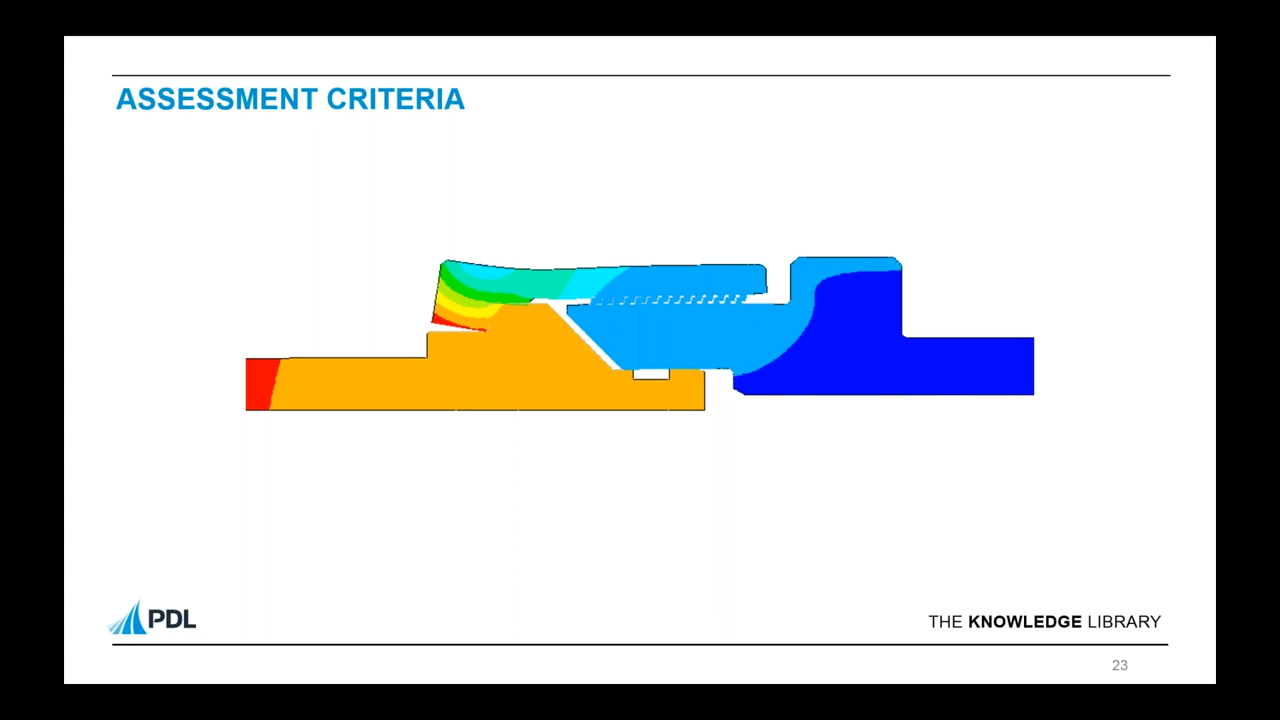 ASSESSMENT CRITERIA
PDL
THE KNOWLEDGE LIBRARY
23